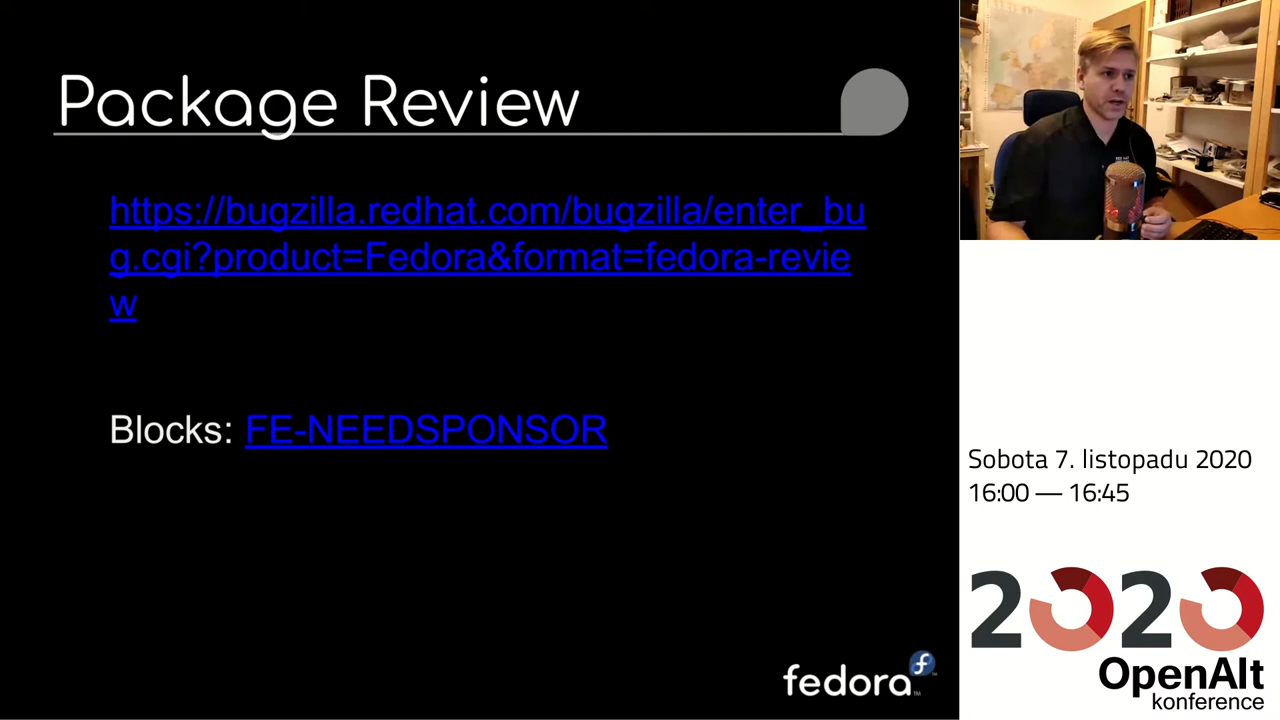 Package Review
https://bugzilla.redhat.com/bugzilla/enter_bu
g.cgi?product=Fedora&format=fedora-revie
w
Blocks: FE-NEEDSPONSOR
fedora
Sobota 7. listopadu 2020
16:00 — 16:45
2020
OpenAlt
konference